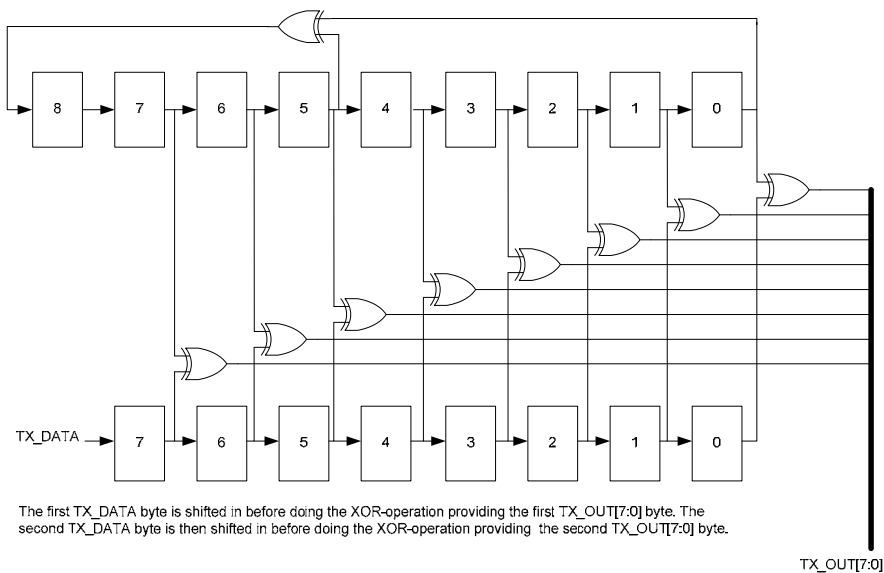 8 7 6 5 4 3 2 1 0
TX_DATA
7 6 5 4 3 2 1 0
The first TX_DATA byte is shifted in before doing the XOR-operation providing the first TX_OUT[7:0] byte. The
second TX_DATA byte is then shifted in before doing the XOR-operation providing the second TX_OUT[7:0] byte.
TX_OUT[7:0]